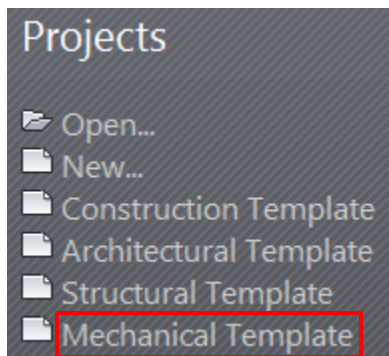 Projects
Open...
New...
Construction Template
Architectural Template
Structural Template
Mechanical Template